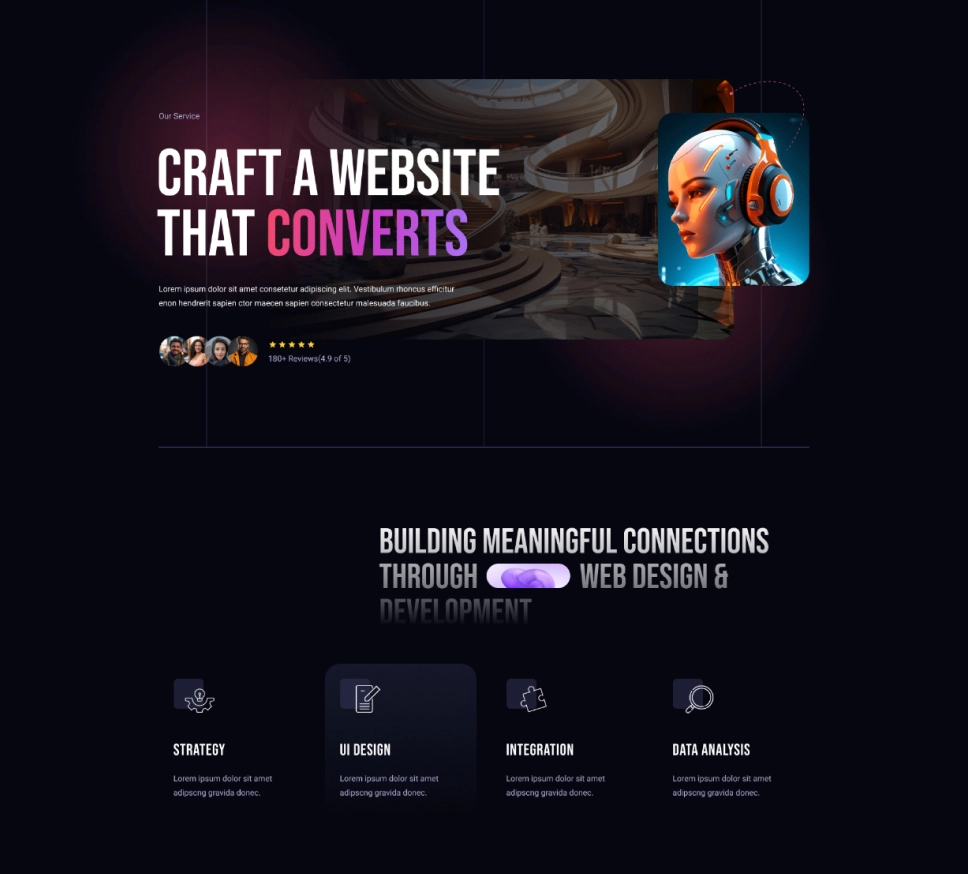 Our Service
CRAFT A WEBSITE
THAT CONVERTS
Lorem ipsum dolor sit amet consetetur adipiscing elit. Vestibulum rhoncus efficitur
enon hendrerit sapien ctor maecen sapien consectetur malesuada faucibus.
180+ Reviews(4.9 of 5)
BUILDING MEANINGFUL CONNECTIONS
THROUGH WEB DESIGN &
DEVELOPMENT
STRATEGY
Lorem ipsum dolor sit amet
adipscng gravida donec.
UI DESIGN
Lorem ipsum dolor sit amet
adipscng gravida donec.
INTEGRATION
Lorem ipsum dolor sit amet
adipscng gravida donec.
DATA ANALYSIS
Lorem ipsum dolor sit amet
adipscng gravida donec.